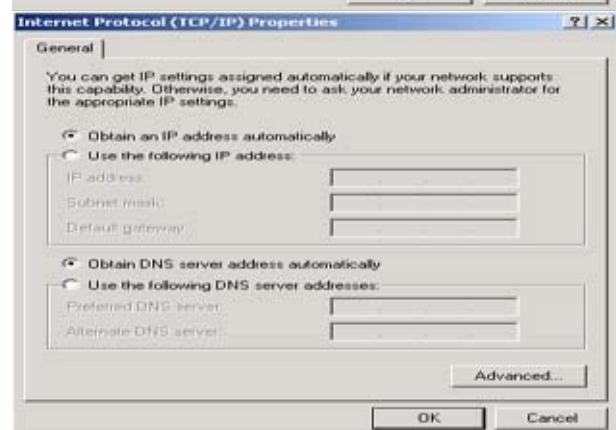 Internet Protocol (TCP/IP) Properties
General
You can get IP settings assigned automatically if your network supports
this capability. Otherwise, you need to ask your network administrator for
the appropriate IP settings.
Obtain an IP address automatically
Use the following IP address:
IP address:
Subnet mask:
Default gateway:
Obtain DNS server address automatically
Use the following DNS server addresses:
Preferred DNS server:
Alternate DNS server:
Advanced...
OK
Cancel